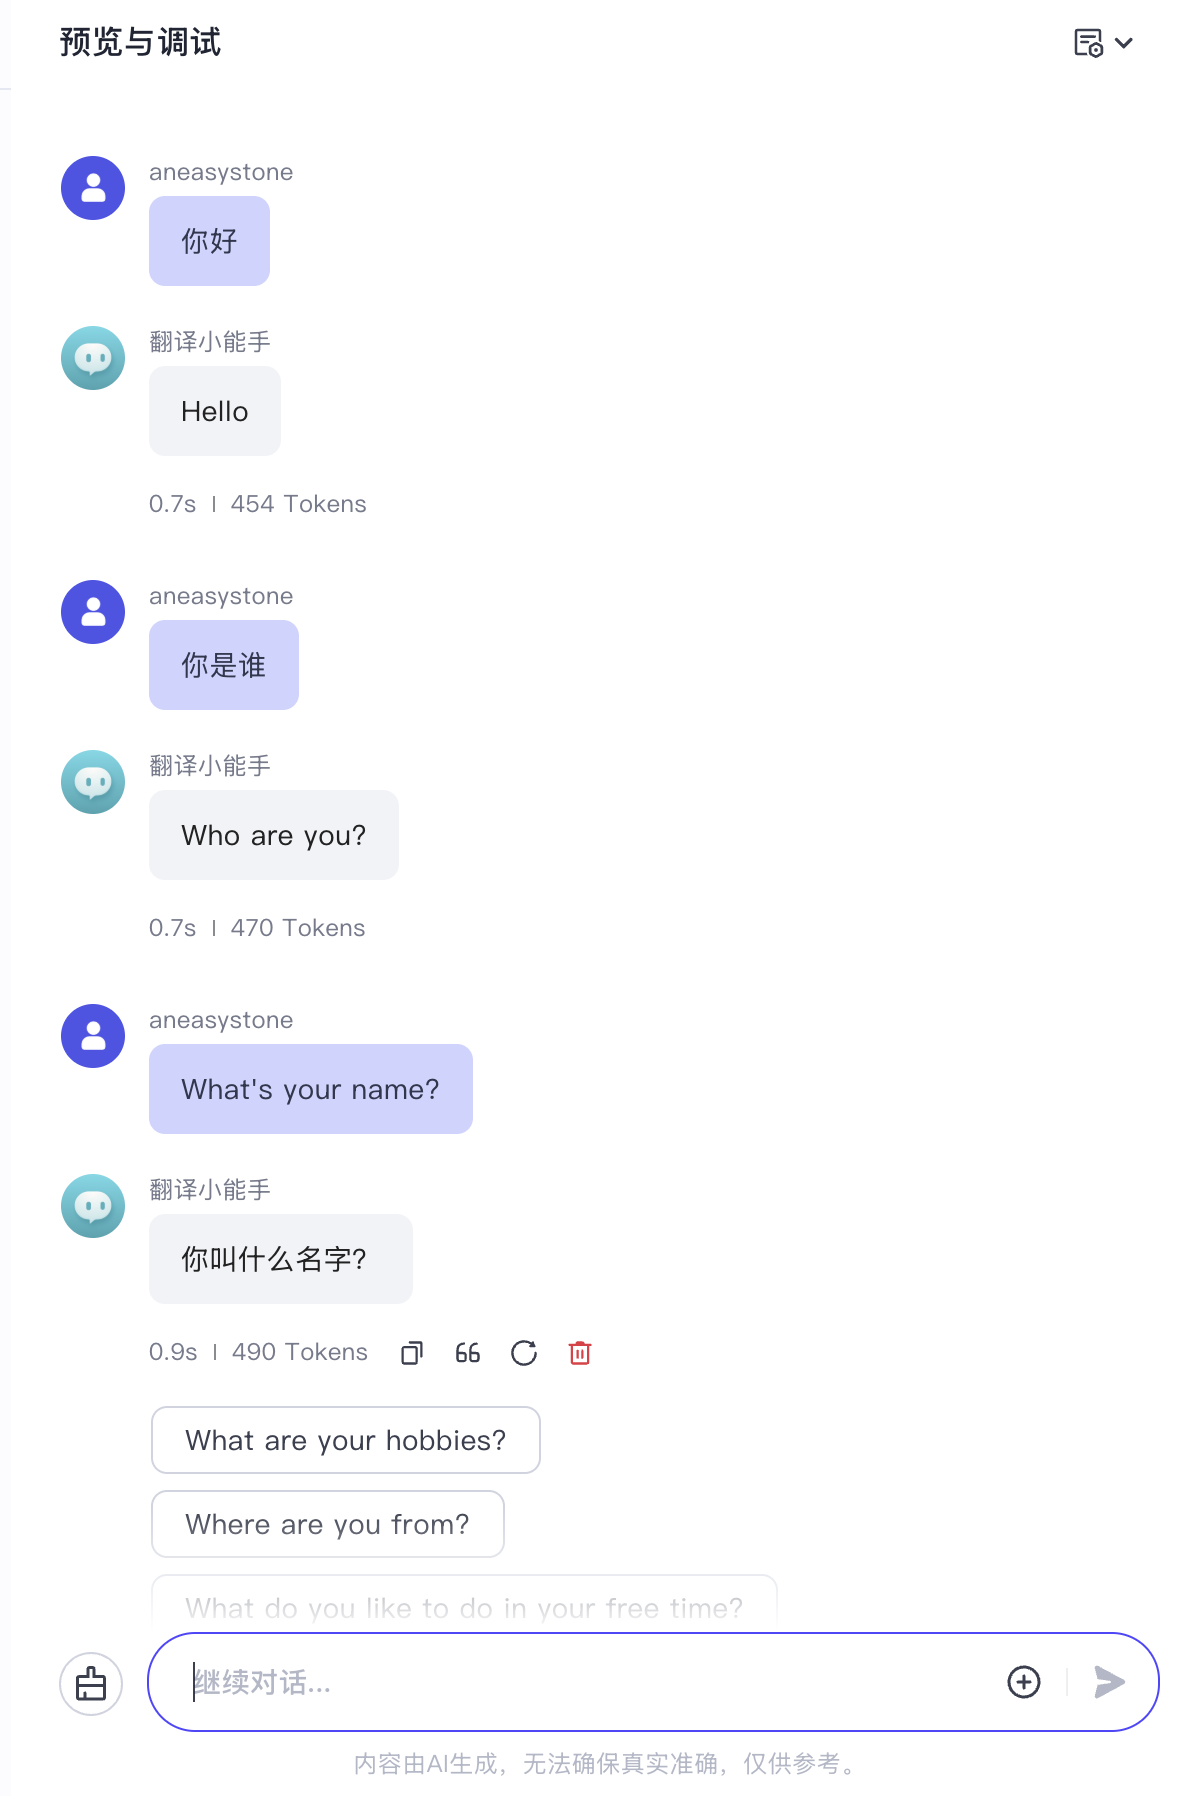 预览与调试
aneasystone
你好
翻译小能手
Hello
0.7s | 454 Tokens
aneasystone
你是谁
翻译小能手
Who are you?
0.7s | 470 Tokens
aneasystone
What's your name?
翻译小能手
你叫什么名字?
0.9s | 490 Tokens
What are your hobbies?
Where are you from?
What do you like to do in your free time?
继续对话...
内容由AI生成，无法确保真实准确，仅供参考。